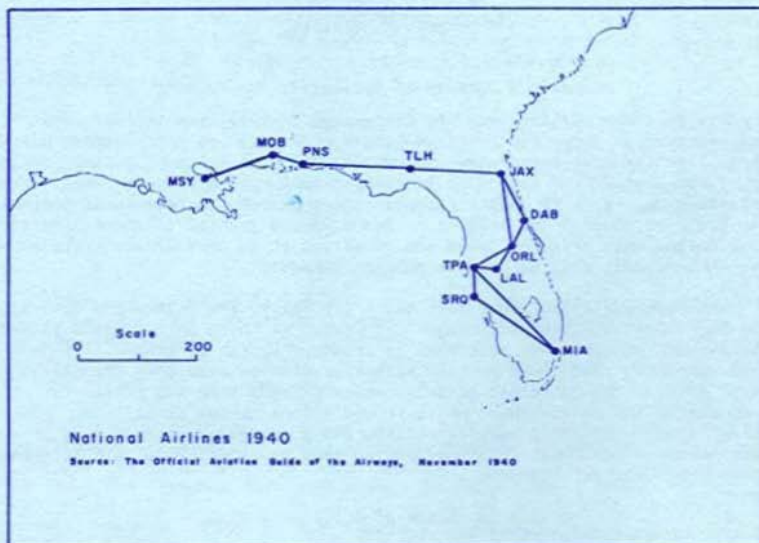 MOB
PNS
TLH
MSY
JAX
DAB
ORL
TPA
LAL
SRQ
MIA
Scale
0 200
National Airlines 1940
Source: The Official Aviation Guide of the Airways, November 1940